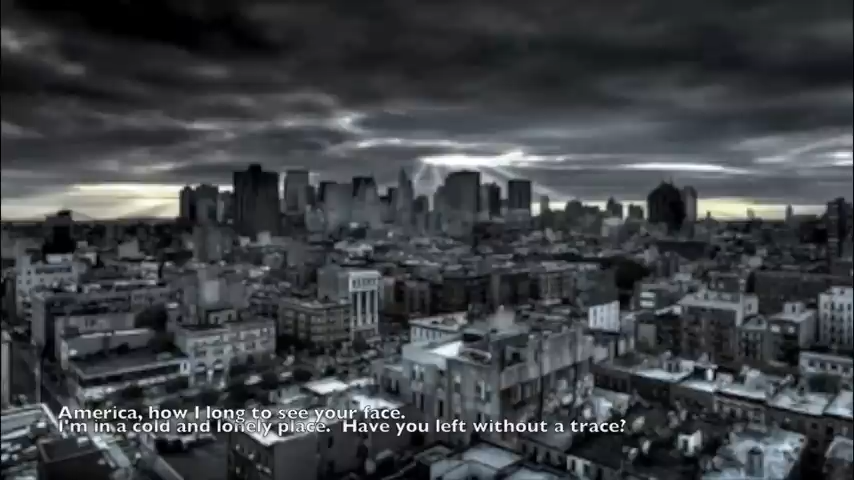 America, how I long to see your face.
I'm in a cold and lonely place.  Have you left without a trace?